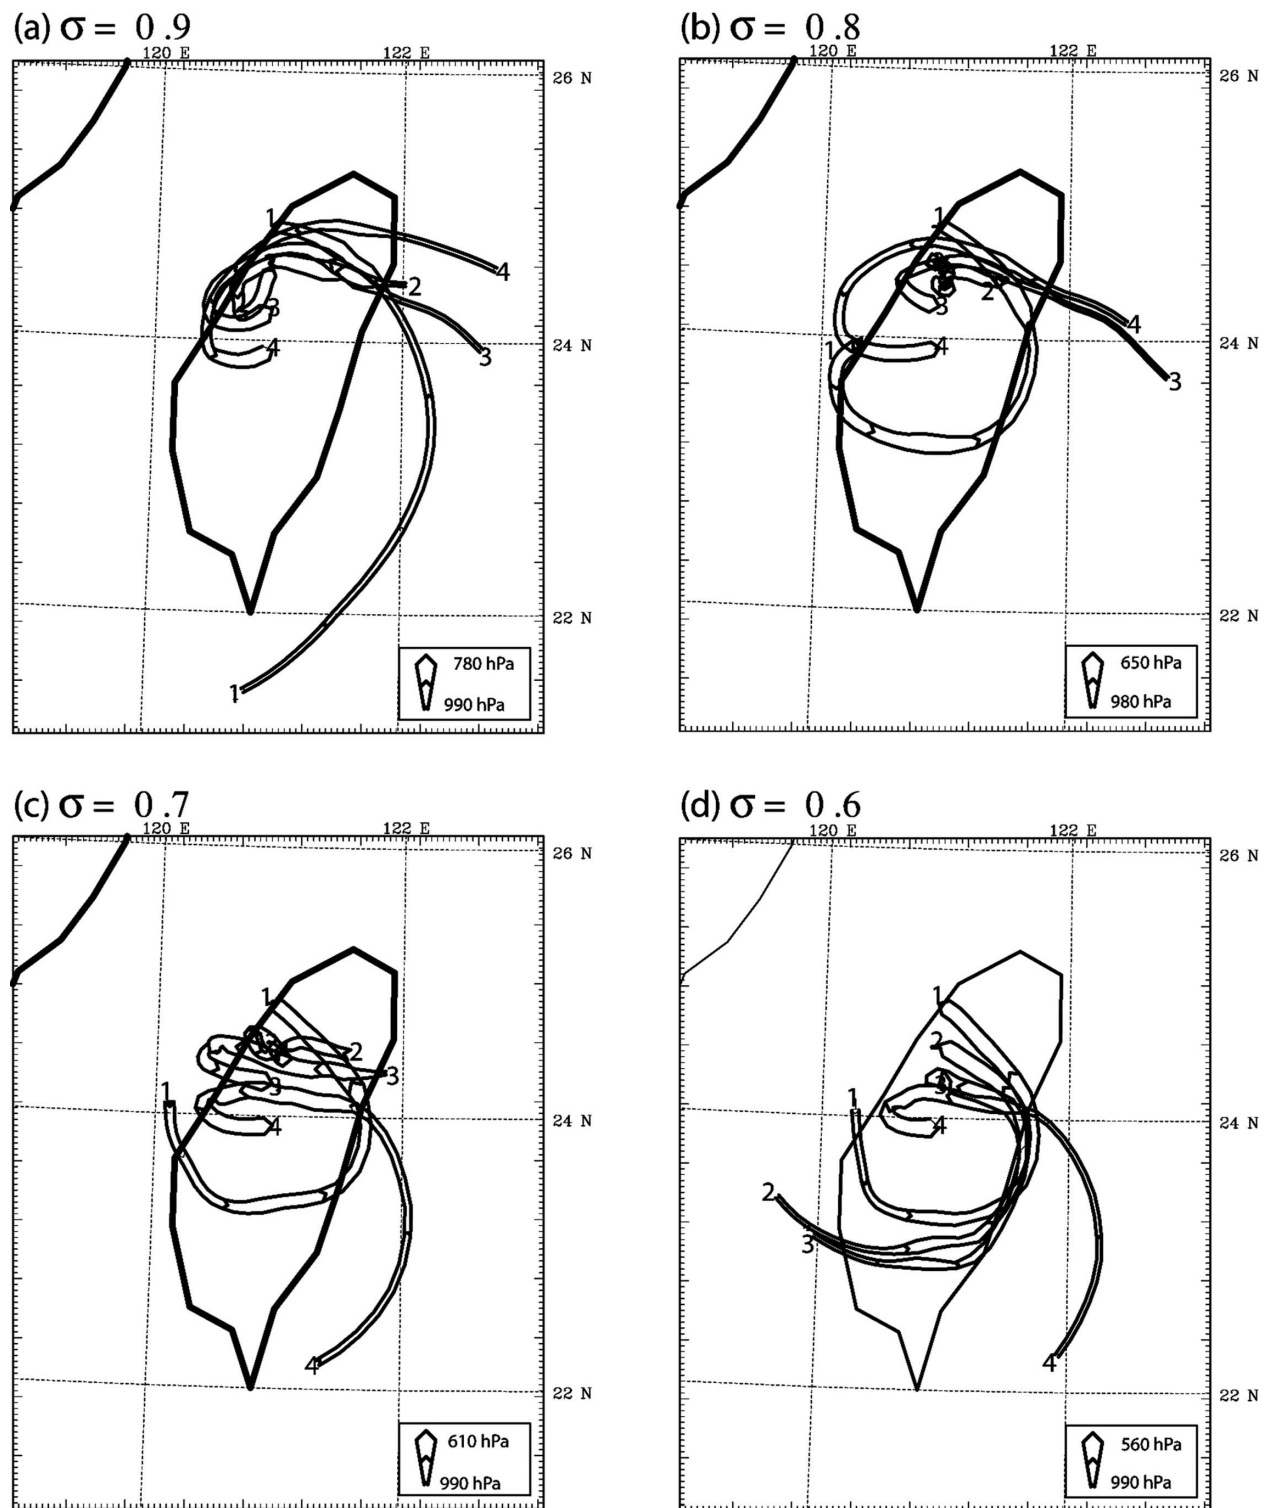 (a) σ = 0.9
120 E 122 E
26 N
1
4
2
3
3
4
24 N
22 N
1
780 hPa
990 hPa
(b) σ = 0.8
120 E 122 E
26 N
1
2
3
4
1
4
3
24 N
22 N
650 hPa
980 hPa
(c) σ = 0.7
120 E 122 E
26 N
1
2
3
3
1
4
24 N
4
22 N
610 hPa
990 hPa
(d) σ = 0.6
120 E 122 E
26 N
1
2
3
1
4
24 N
2
3
4
22 N
560 hPa
990 hPa